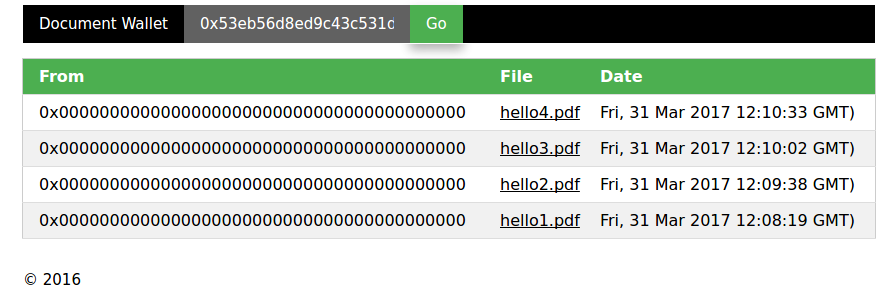 Document Wallet 0x53eb56d8ed9c43c531d Go
From File Date
0x0000000000000000000000000000000000000000 hello4.pdf Fri, 31 Mar 2017 12:10:33 GMT)
0x0000000000000000000000000000000000000000 hello3.pdf Fri, 31 Mar 2017 12:10:02 GMT)
0x0000000000000000000000000000000000000000 hello2.pdf Fri, 31 Mar 2017 12:09:38 GMT)
0x0000000000000000000000000000000000000000 hello1.pdf Fri, 31 Mar 2017 12:08:19 GMT)
© 2016